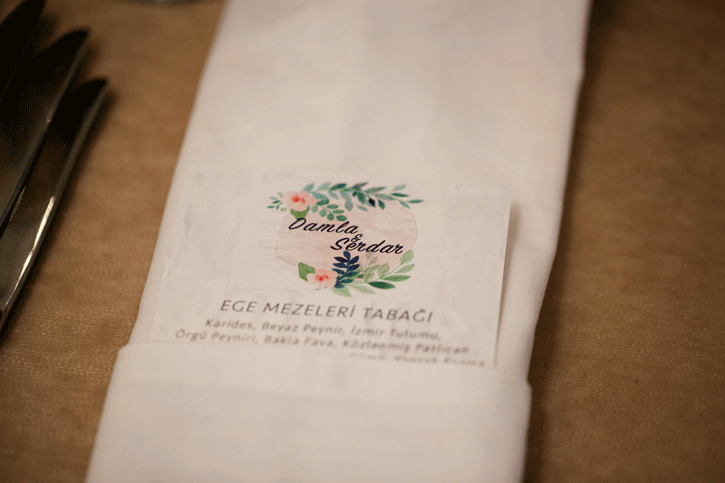 Damla
&
Serdar
EGE MEZELERİ TABAĞI
Karides, Beyaz Peynir, İzmir Tulumu,
Örgü Peyniri, Bakla Fava, Közlenmiş Patlıcan